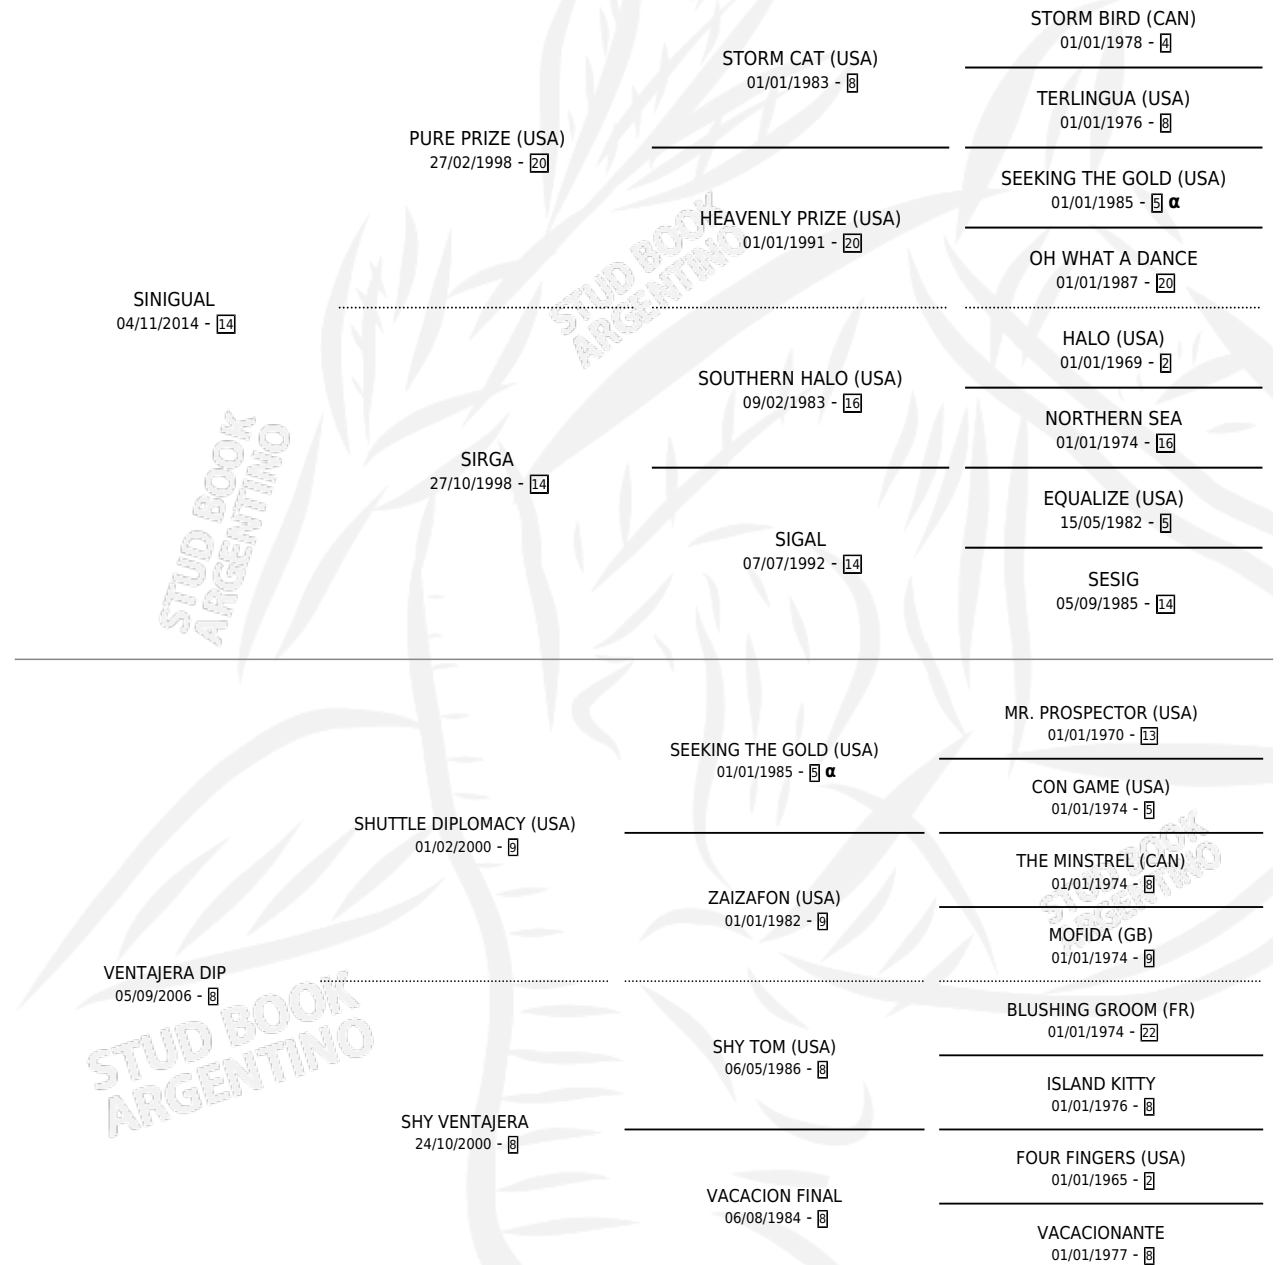 STORM BIRD (CAN)
01/01/1978 - 4
STORM CAT (USA)
01/01/1983 - 8
TERLINGUA (USA)
01/01/1976 - 8
PURE PRIZE (USA)
27/02/1998 - 20
SEEKING THE GOLD (USA)
01/01/1985 - 5 α
HEAVENLY PRIZE (USA)
01/01/1991 - 20
OH WHAT A DANCE
01/01/1987 - 20
STUD BOOK
ARGENTINO
SINIGUAL
04/11/2014 - 14
HALO (USA)
01/01/1969 - 2
SOUTHERN HALO (USA)
09/02/1983 - 16
NORTHERN SEA
01/01/1974 - 16
SIRGA
27/10/1998 - 14
EQUALIZE (USA)
15/05/1982 - 5
SIGAL
07/07/1992 - 14
SESIG
05/09/1985 - 14
STUD BOOK
ARGENTINO
MR. PROSPECTOR (USA)
01/01/1970 - 13
SEEKING THE GOLD (USA)
01/01/1985 - 5 α
CON GAME (USA)
01/01/1974 - 5
SHUTTLE DIPLOMACY (USA)
01/02/2000 - 9
THE MINSTREL (CAN)
01/01/1974 - 8
ZAIZAFON (USA)
01/01/1982 - 9
MOFIDA (GB)
01/01/1974 - 9
STUD BOOK
ARGENTINO
VENTAJERA DIP
05/09/2006 - 8
BLUSHING GROOM (FR)
01/01/1974 - 22
SHY TOM (USA)
06/05/1986 - 8
ISLAND KITTY
01/01/1976 - 8
STUD BOOK
ARGENTINO
SHY VENTAJERA
24/10/2000 - 8
FOUR FINGERS (USA)
01/01/1965 - 2
VACACION FINAL
06/08/1984 - 8
VACACIONANTE
01/01/1977 - 8